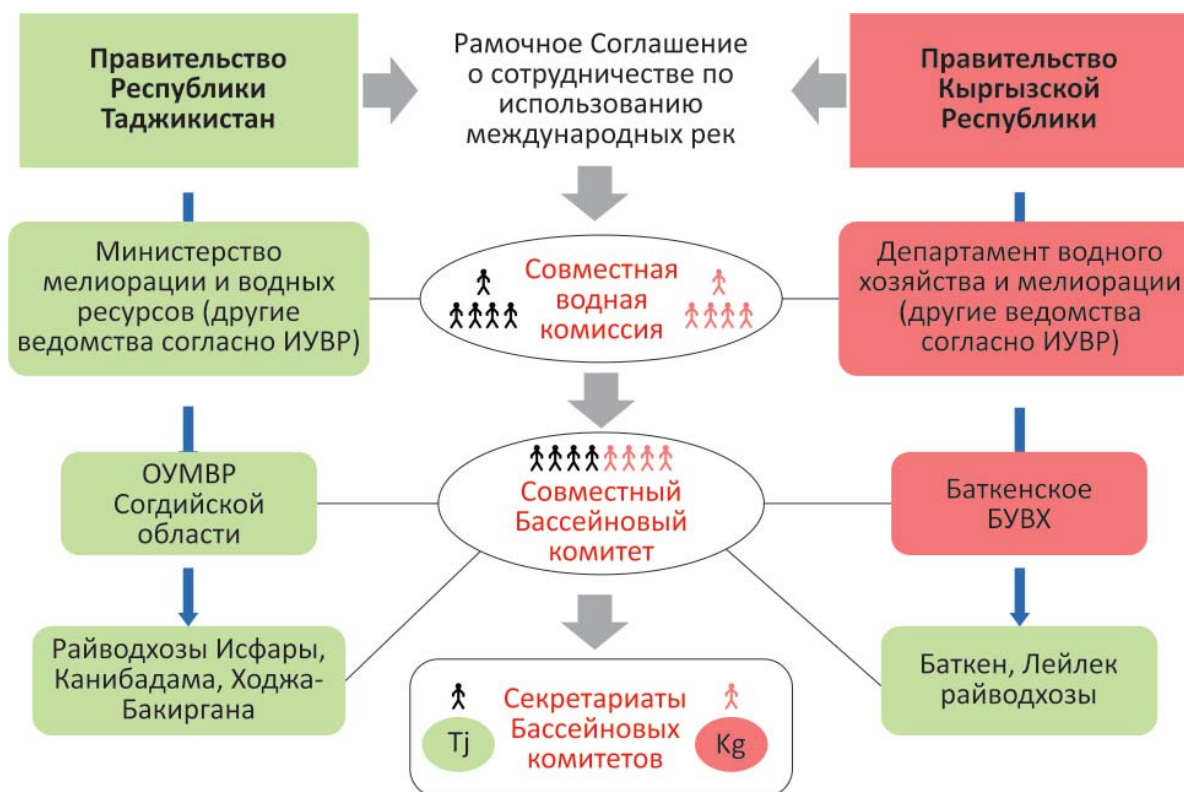 Правительство
Республики
Таджикистан
Рамочное Соглашение
о сотрудничестве по
использованию
международных рек
Правительство
Кыргызской
Республики
Министерство
мелиорации и водных
ресурсов (другие
ведомства согласно ИУВР)
Совместная
водная
комиссия
Департамент водного
хозяйства и мелиорации
(другие ведомства
согласно ИУВР)
ОУМВР
Согдийской
области
Совместный
Бассейновый
комитет
Баткенское
БУВХ
Райводхозы Исфары,
Канибадама, Ходжа-
Бакиргана
Секретариаты
Бассейновых
комитетов
Tj
Kg
Баткен, Лейлек
райводхозы